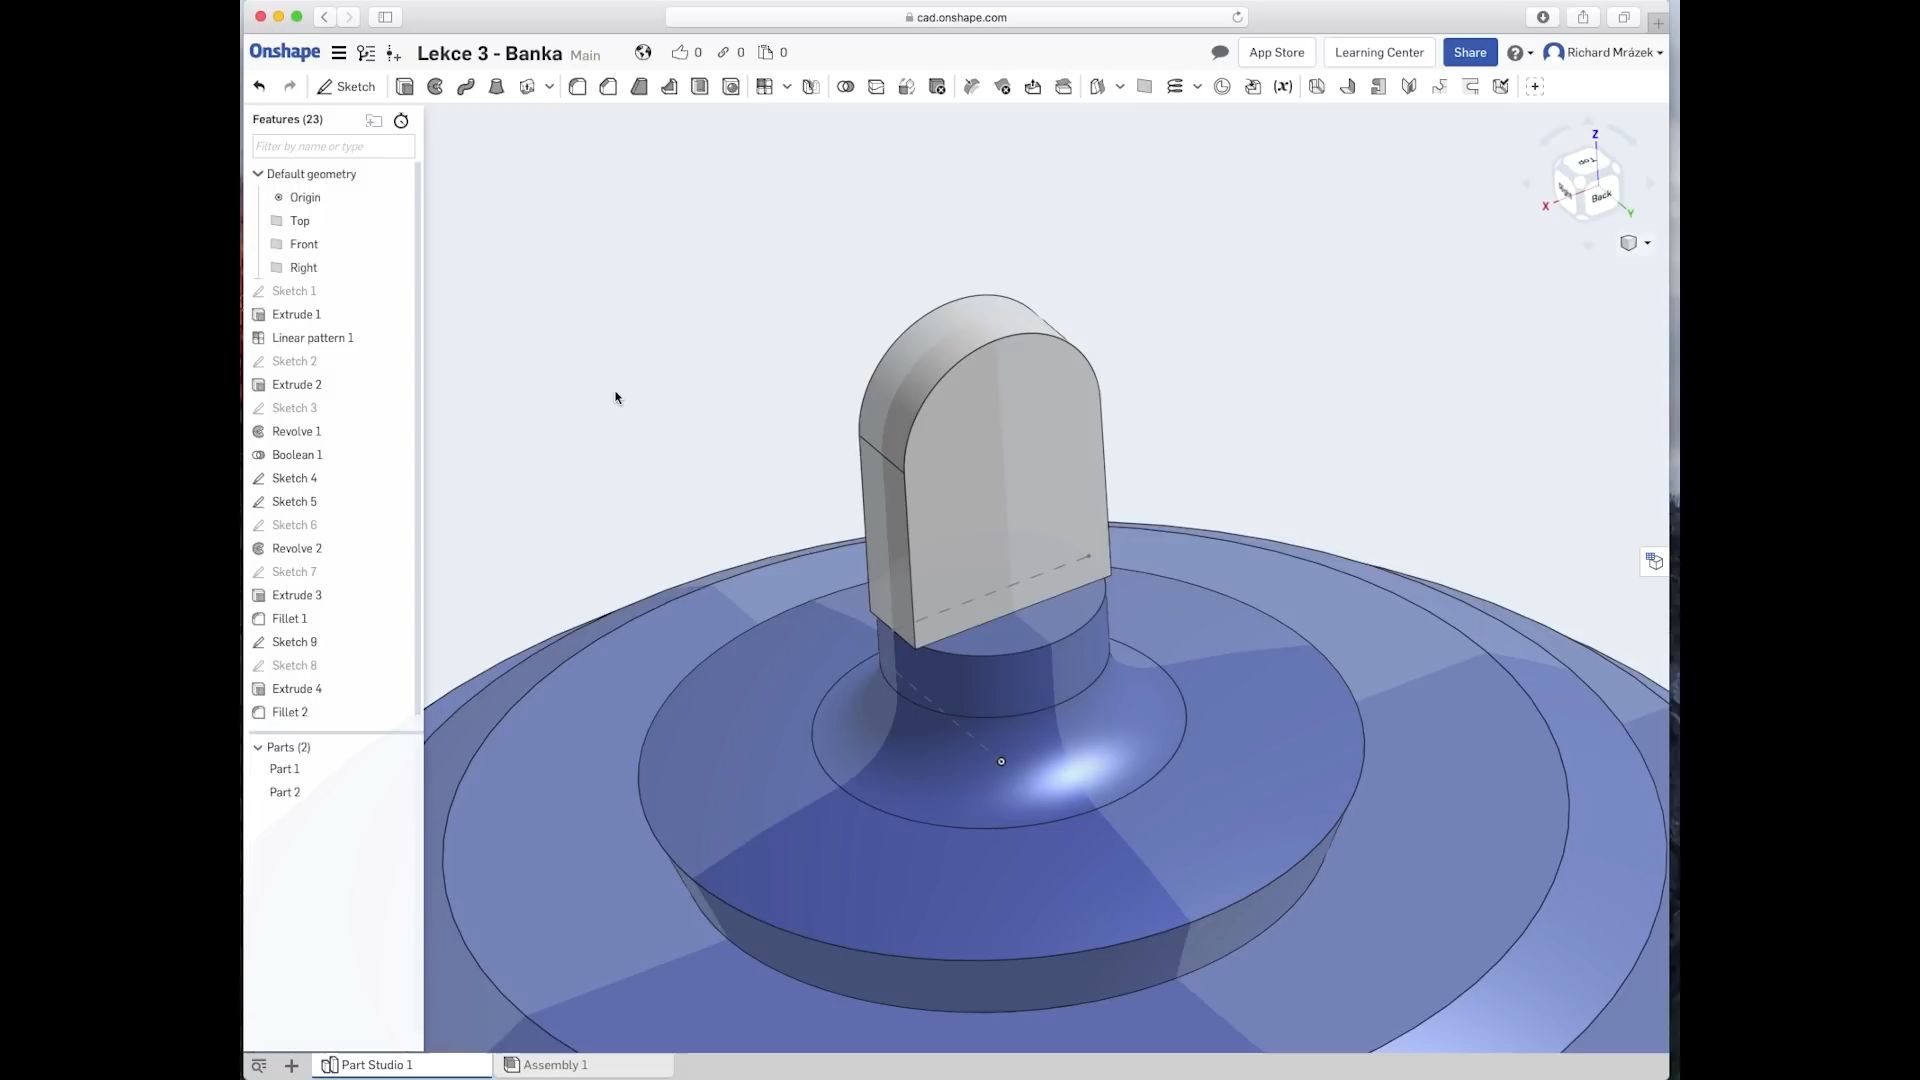 cad.onshape.com
Onshape Lekce 3 - Banka Main 0 0 0 App Store Learning Center Share Richard Mrázek
Sketch (x)
Features (23)
Filter by name or type
Default geometry
Origin
Top
Front
Right
Sketch 1
Extrude 1
Linear pattern 1
Sketch 2
Extrude 2
Sketch 3
Revolve 1
Boolean 1
Sketch 4
Sketch 5
Sketch 6
Revolve 2
Sketch 7
Extrude 3
Fillet 1
Sketch 9
Sketch 8
Extrude 4
Fillet 2
Parts (2)
Part 1
Part 2
Z
Top
Right
Back
X
Y
Part Studio 1
Assembly 1